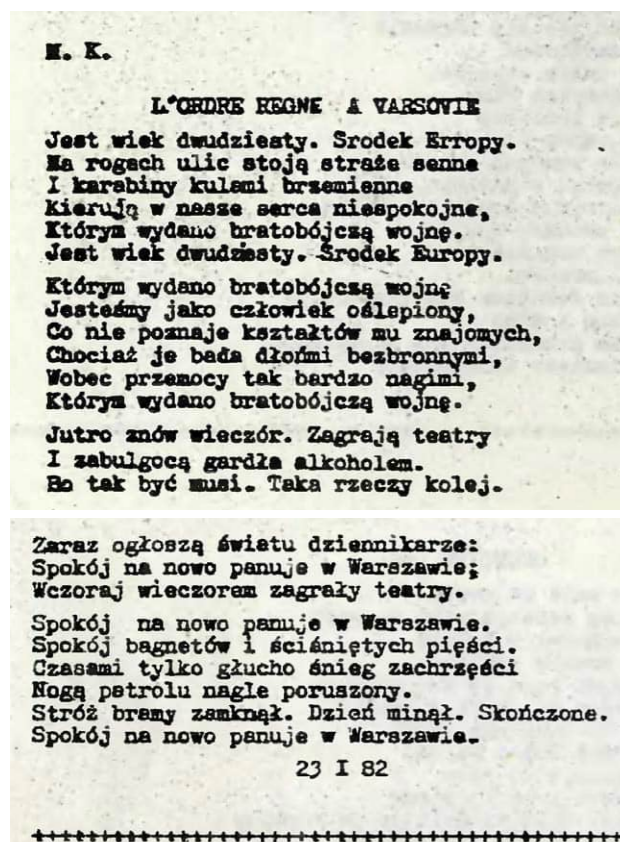 M. K.
L'ORDRE REGNE A VARSOVIE
Jest wiek dwudziesty. Srodek Erropy.
Na rogach ulic stoją straże senne
I karabiny kulami brzemienne
Kierują w nasze serca niespokojne,
Którym wydano bratobójczą wojnę.
Jest wiek dwudziesty. Środek Europy.
Którym wydano bratobójczą wojnę
Jesteśmy jako człowiek oślepiony,
Co nie poznaje kształtów mu znajomych,
Chociaż je bada dłońmi bezbronnymi,
Wobec przemocy tak bardzo nagimi,
Którym wydano bratobójczą wojnę.
Jutro znów wieczór. Zagrają teatry
I zabulgocą gardła alkoholem.
Bo tak być musi. Taka rzeczy kolej.
Zaraz ogłoszą światu dziennikarze:
Spokój na nowo panuje w Warszawie;
Wczoraj wieczorem zagrały teatry.
Spokój na nowo panuje w Warszawie.
Spokój bagnetów i ściśniętych pięści.
Czasami tylko głucho śnieg zachrzęści
Nogą patrolu nagle poruszony.
Stróż bramy zamknął. Dzień minął. Skończone.
Spokój na nowo panuje w Warszawie.
23 I 82